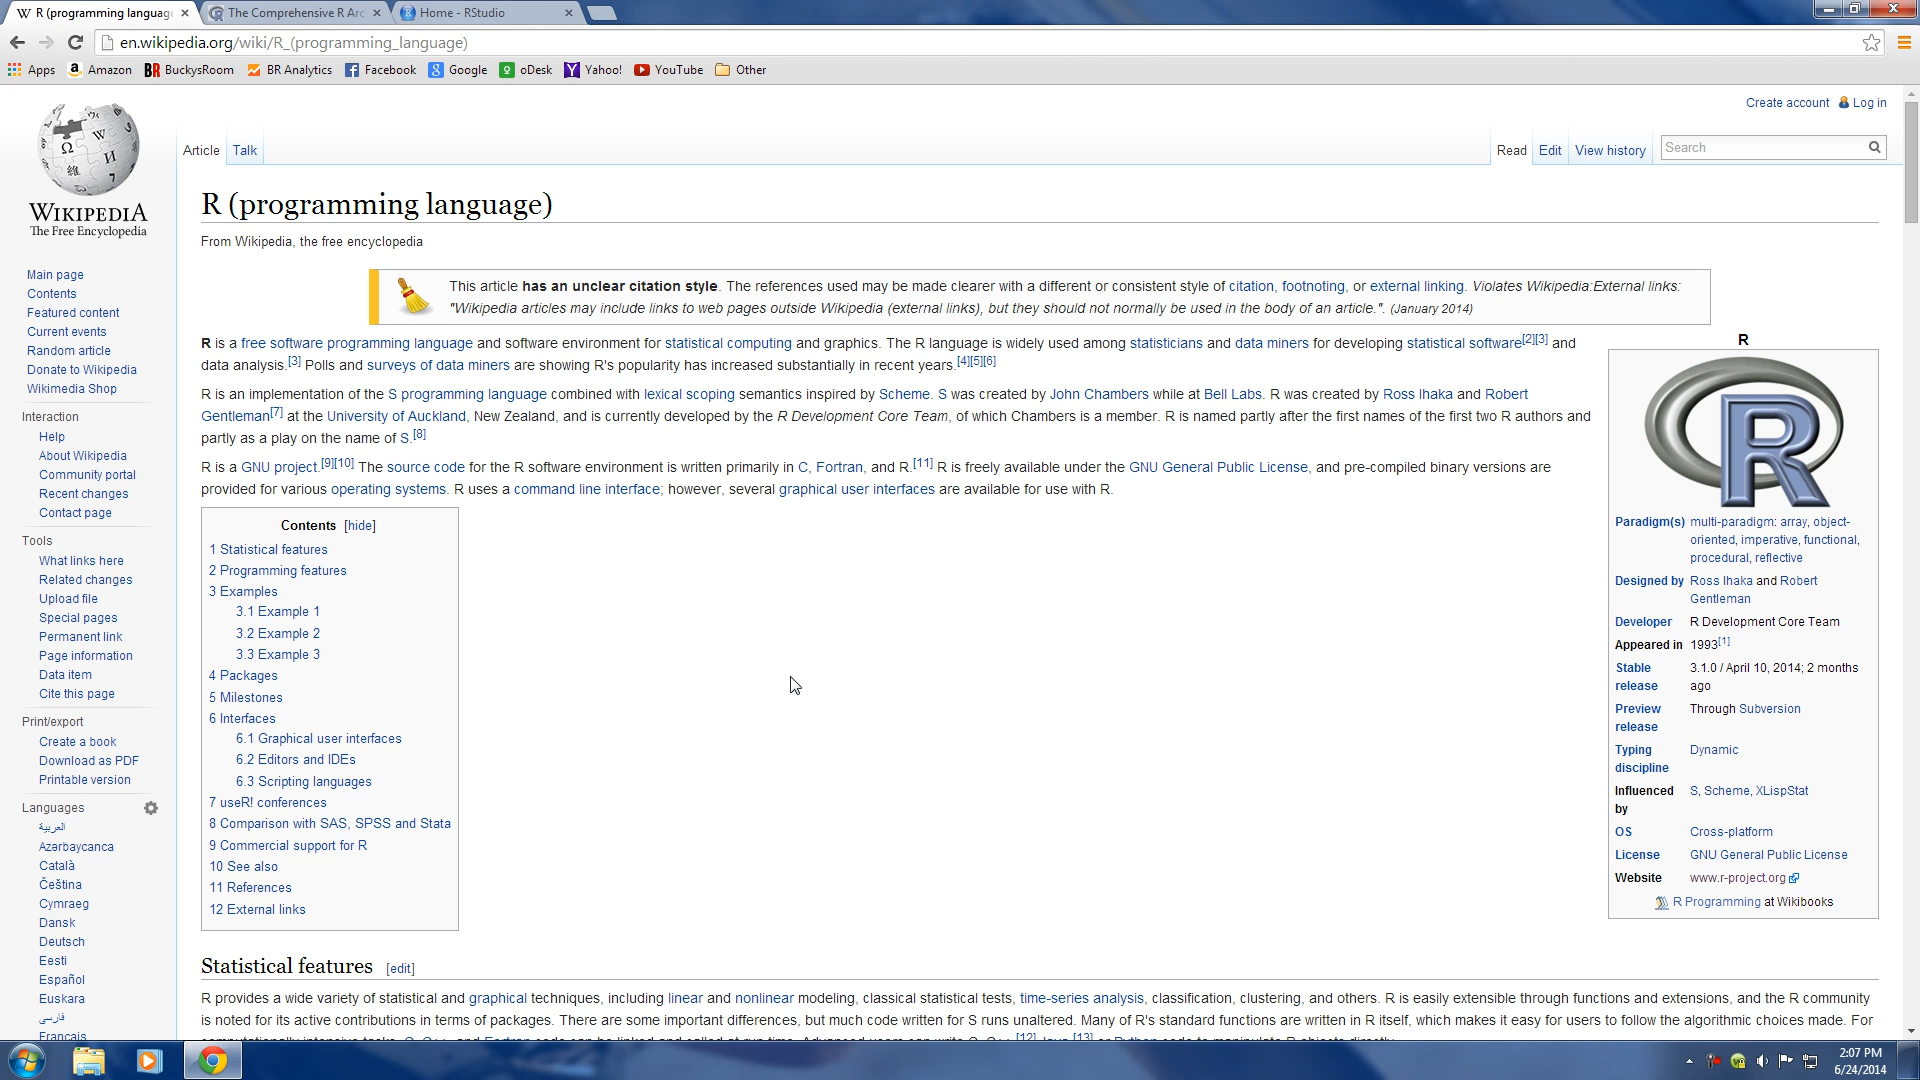 R (programming languag
The Comprehensive R Arc
Home - RStudio
en.wikipedia.org/wiki/R_(programming_language)
Apps
Amazon
BR BuckysRoom
BR Analytics
Facebook
Google
oDesk
Yahoo!
YouTube
Other
Create account
Log in
WIKIPEDIA
The Free Encyclopedia
Article
Talk
Read
Edit
View history
Search
Main page
Contents
Featured content
Current events
Random article
Donate to Wikipedia
Wikimedia Shop
Interaction
Help
About Wikipedia
Community portal
Recent changes
Contact page
Tools
What links here
Related changes
Upload file
Special pages
Permanent link
Page information
Data item
Cite this page
Print/export
Create a book
Download as PDF
Printable version
Languages
العربية
Azərbaycanca
Català
Čeština
Cymraeg
Dansk
Deutsch
Eesti
Español
Euskara
فارسی
Français
R (programming language)
From Wikipedia, the free encyclopedia
This article has an unclear citation style. The references used may be made clearer with a different or consistent style of citation, footnoting, or external linking. Violates Wikipedia:External links:
"Wikipedia articles may include links to web pages outside Wikipedia (external links), but they should not normally be used in the body of an article.". (January 2014)
R is a free software programming language and software environment for statistical computing and graphics. The R language is widely used among statisticians and data miners for developing statistical software[2][3] and
data analysis.[3] Polls and surveys of data miners are showing R's popularity has increased substantially in recent years.[4][5][6]
R is an implementation of the S programming language combined with lexical scoping semantics inspired by Scheme. S was created by John Chambers while at Bell Labs. R was created by Ross Ihaka and Robert
Gentleman[7] at the University of Auckland, New Zealand, and is currently developed by the R Development Core Team, of which Chambers is a member. R is named partly after the first names of the first two R authors and
partly as a play on the name of S.[8]
R is a GNU project.[9][10] The source code for the R software environment is written primarily in C, Fortran, and R.[11] R is freely available under the GNU General Public License, and pre-compiled binary versions are
provided for various operating systems. R uses a command line interface; however, several graphical user interfaces are available for use with R.
Contents [hide]
1 Statistical features
2 Programming features
3 Examples
3.1 Example 1
3.2 Example 2
3.3 Example 3
4 Packages
5 Milestones
6 Interfaces
6.1 Graphical user interfaces
6.2 Editors and IDEs
6.3 Scripting languages
7 useR! conferences
8 Comparison with SAS, SPSS and Stata
9 Commercial support for R
10 See also
11 References
12 External links
R
R
Paradigm(s) multi-paradigm: array, object-
oriented, imperative, functional,
procedural, reflective
Designed by Ross Ihaka and Robert
Gentleman
Developer R Development Core Team
Appeared in 1993[1]
Stable 3.1.0 / April 10, 2014; 2 months
release ago
Preview Through Subversion
release
Typing Dynamic
discipline
Influenced S, Scheme, XLispStat
by
OS Cross-platform
License GNU General Public License
Website www.r-project.org
R Programming at Wikibooks
Statistical features [edit]
R provides a wide variety of statistical and graphical techniques, including linear and nonlinear modeling, classical statistical tests, time-series analysis, classification, clustering, and others. R is easily extensible through functions and extensions, and the R community
is noted for its active contributions in terms of packages. There are some important differences, but much code written for S runs unaltered. Many of R's standard functions are written in R itself, which makes it easy for users to follow the algorithmic choices made. For
2:07 PM
6/24/2014